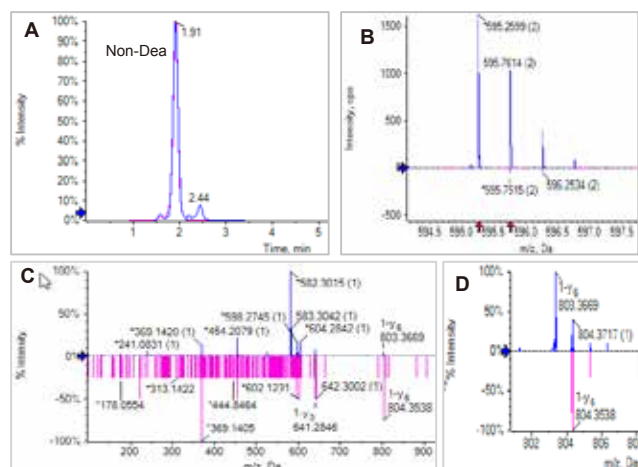 A
Non-Dea
1.91
2.44
% Intensity
100%
90%
80%
70%
60%
50%
40%
30%
20%
10%
0%
1 2 3 4 5
Time, min
B
*595.2599 (2)
595.7614 (2)
*595.7515 (2)
596.2534 (2)
Intensity, cps
1500
1000
500
0
-500
594.5 595.0 595.5 596.0 596.5 597.0 597.5
m/z, Da
C
*582.3015 (1)
*598.2745 (1)
583.3042 (1)
*369.1420 (1)
*454.2079 (1)
*604.2842 (1)
*241.0831 (1)
1-y6
803.3669
*313.1422
*602.1231
642.3002 (1)
*178.0554
*444.8464
1-y5
641.2846
1-y6
804.3538
*369.1405
% Intensity
100%
50%
0%
-50%
-100%
200 300 400 500 600 700 800 900
m/z, Da
D
1-y6
803.3669
804.3717 (1)
1-y6
804.3538
% Intensity
100%
50%
0%
-50%
-100%
802 804 806
m/z, Da